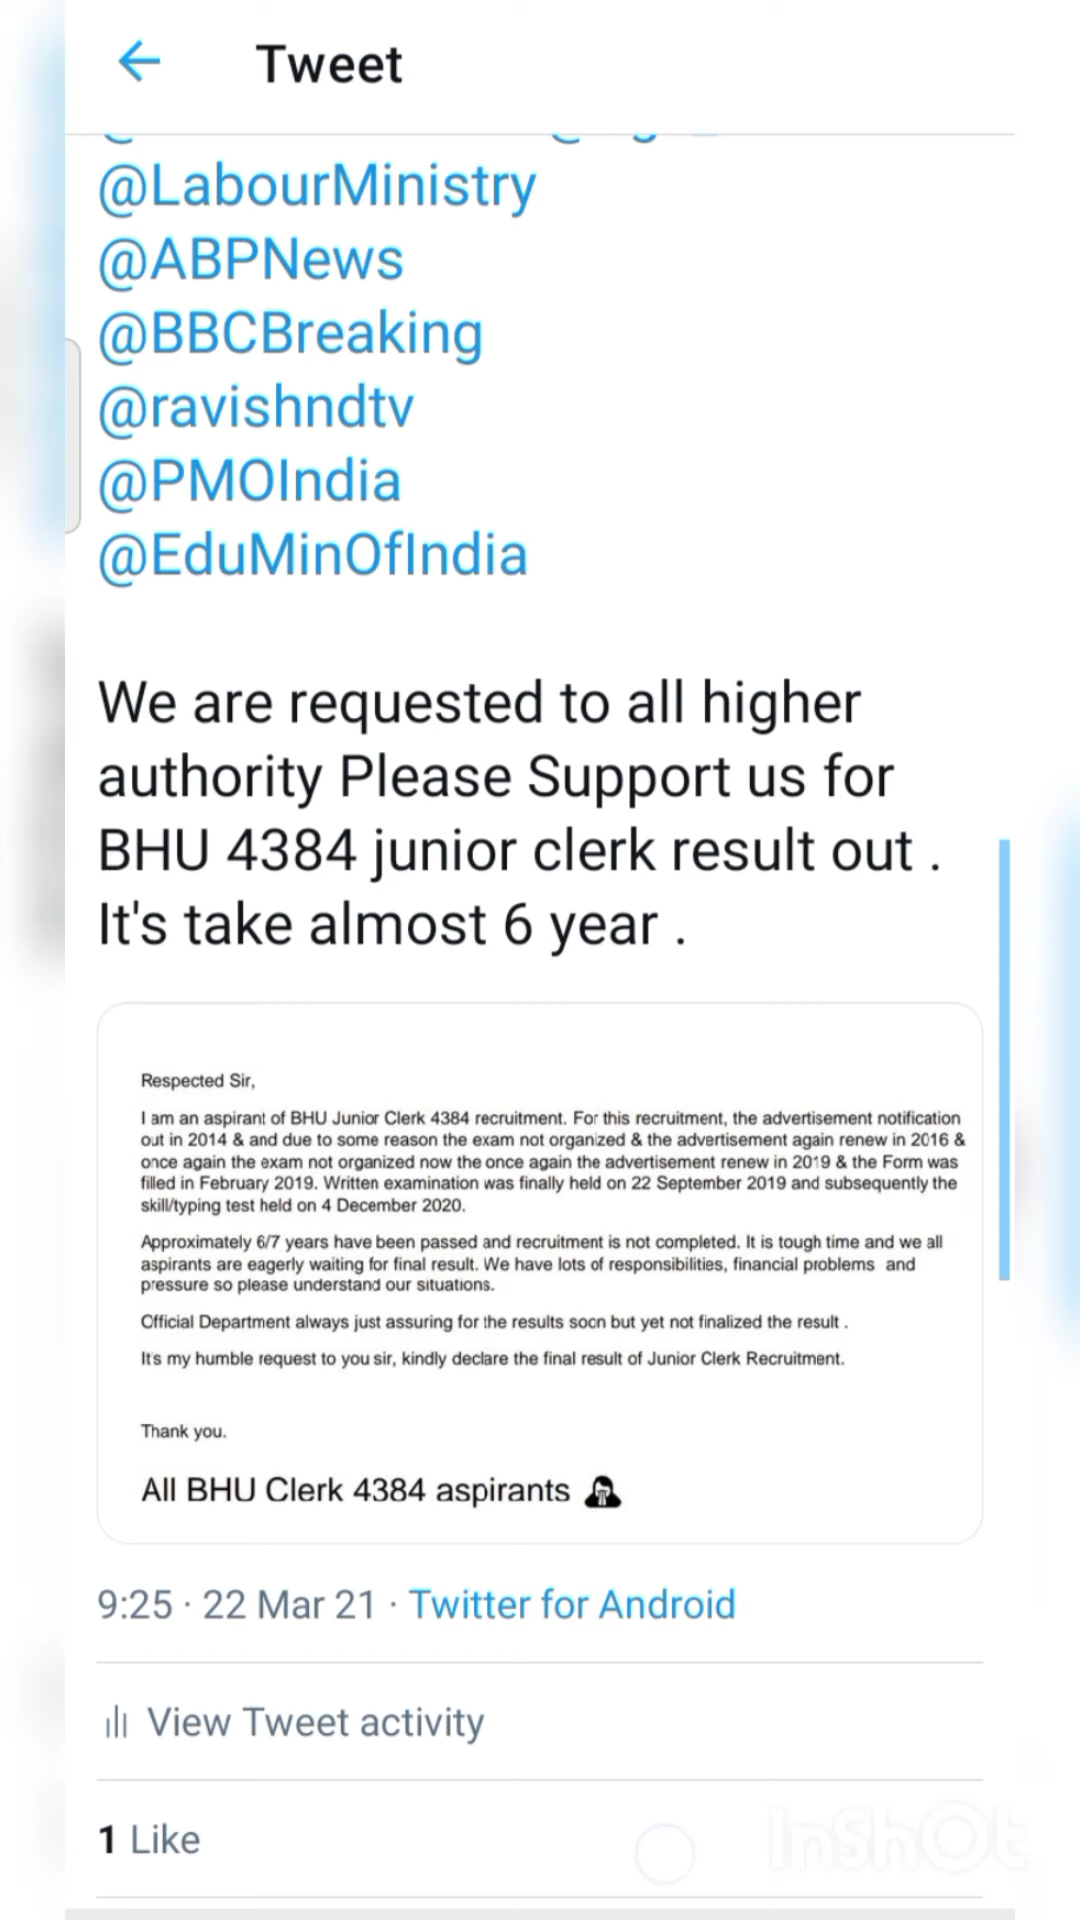 Tweet
@LabourMinistry
@ABPNews
@BBCBreaking
@ravishndtv
@PMOIndia
@EduMinOfIndia
We are requested to all higher
authority Please Support us for
BHU 4384 junior clerk result out .
It's take almost 6 year .
Respected Sir,
I am an aspirant of BHU Junior Clerk 4384 recruitment. For this recruitment, the advertisement notification
out in 2014 & and due to some reason the exam not organized & the advertisement again renew in 2016 &
once again the exam not organized now the once again the advertisement renew in 2019 & the Form was
filled in February 2019. Written examination was finally held on 22 September 2019 and subsequently the
skill/typing test held on 4 December 2020.
Approximately 6/7 years have been passed and recruitment is not completed. It is tough time and we all
aspirants are eagerly waiting for final result. We have lots of responsibilities, financial problems and
pressure so please understand our situations.
Official Department always just assuring for the results soon but yet not finalized the result .
It's my humble request to you sir, kindly declare the final result of Junior Clerk Recruitment.
Thank you.
All BHU Clerk 4384 aspirants
9:25 · 22 Mar 21 · Twitter for Android
View Tweet activity
1 Like
InShOt